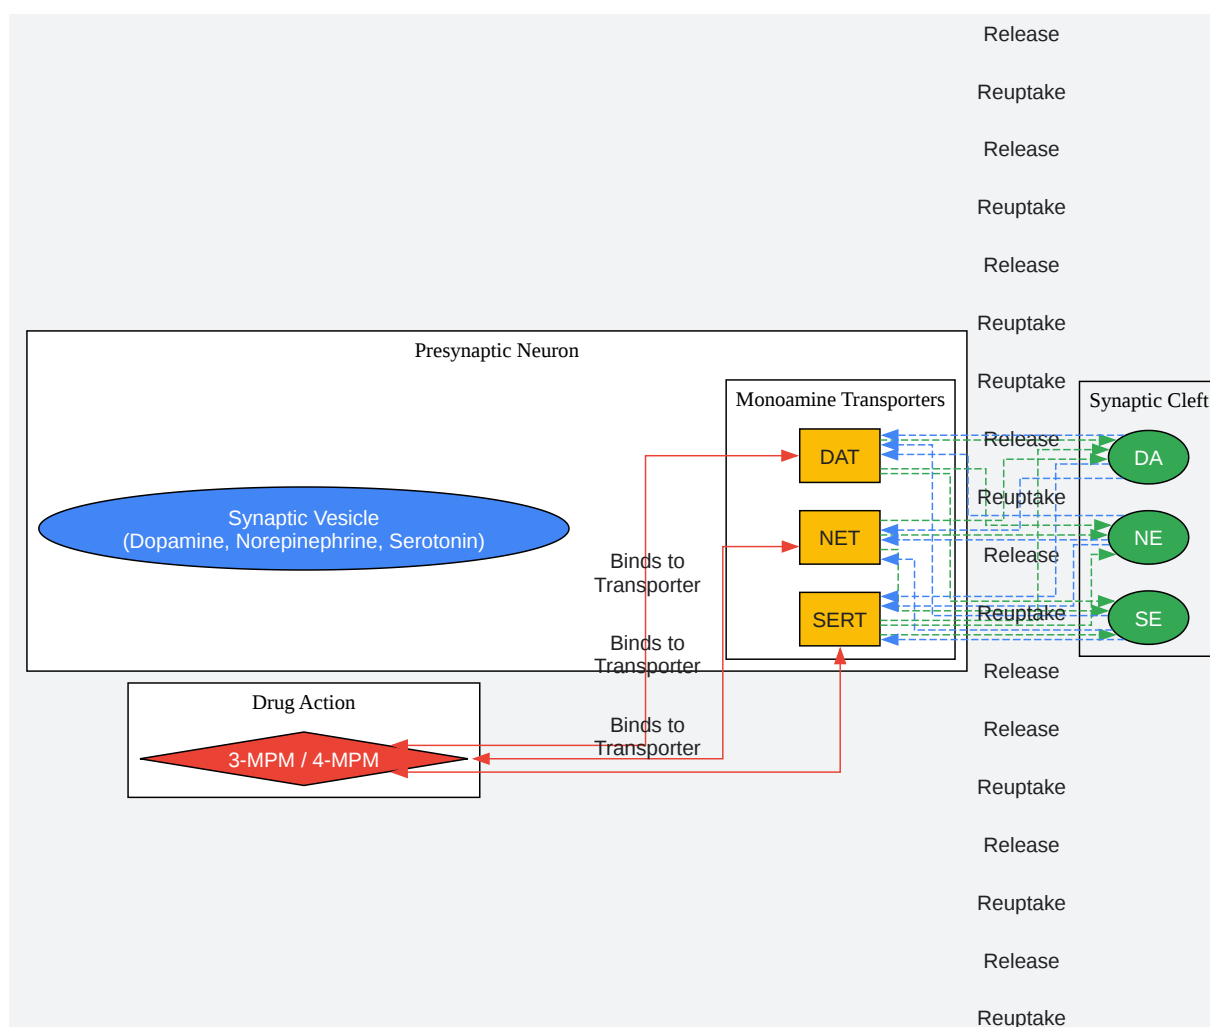 Release
Reuptake
Release
Reuptake
Release
Reuptake
Presynaptic Neuron
Reuptake
Monoamine Transporters
Synaptic Cleft
Release
DAT
DA
Reuptake
Synaptic Vesicle
(Dopamine, Norepinephrine, Serotonin)
NET
NE
Release
Binds to
Transporter
Reuptake
SERT
SE
Binds to
Transporter
Release
Drug Action
Binds to
Transporter
Release
3-MPM / 4-MPM
Reuptake
Release
Reuptake
Release
Reuptake